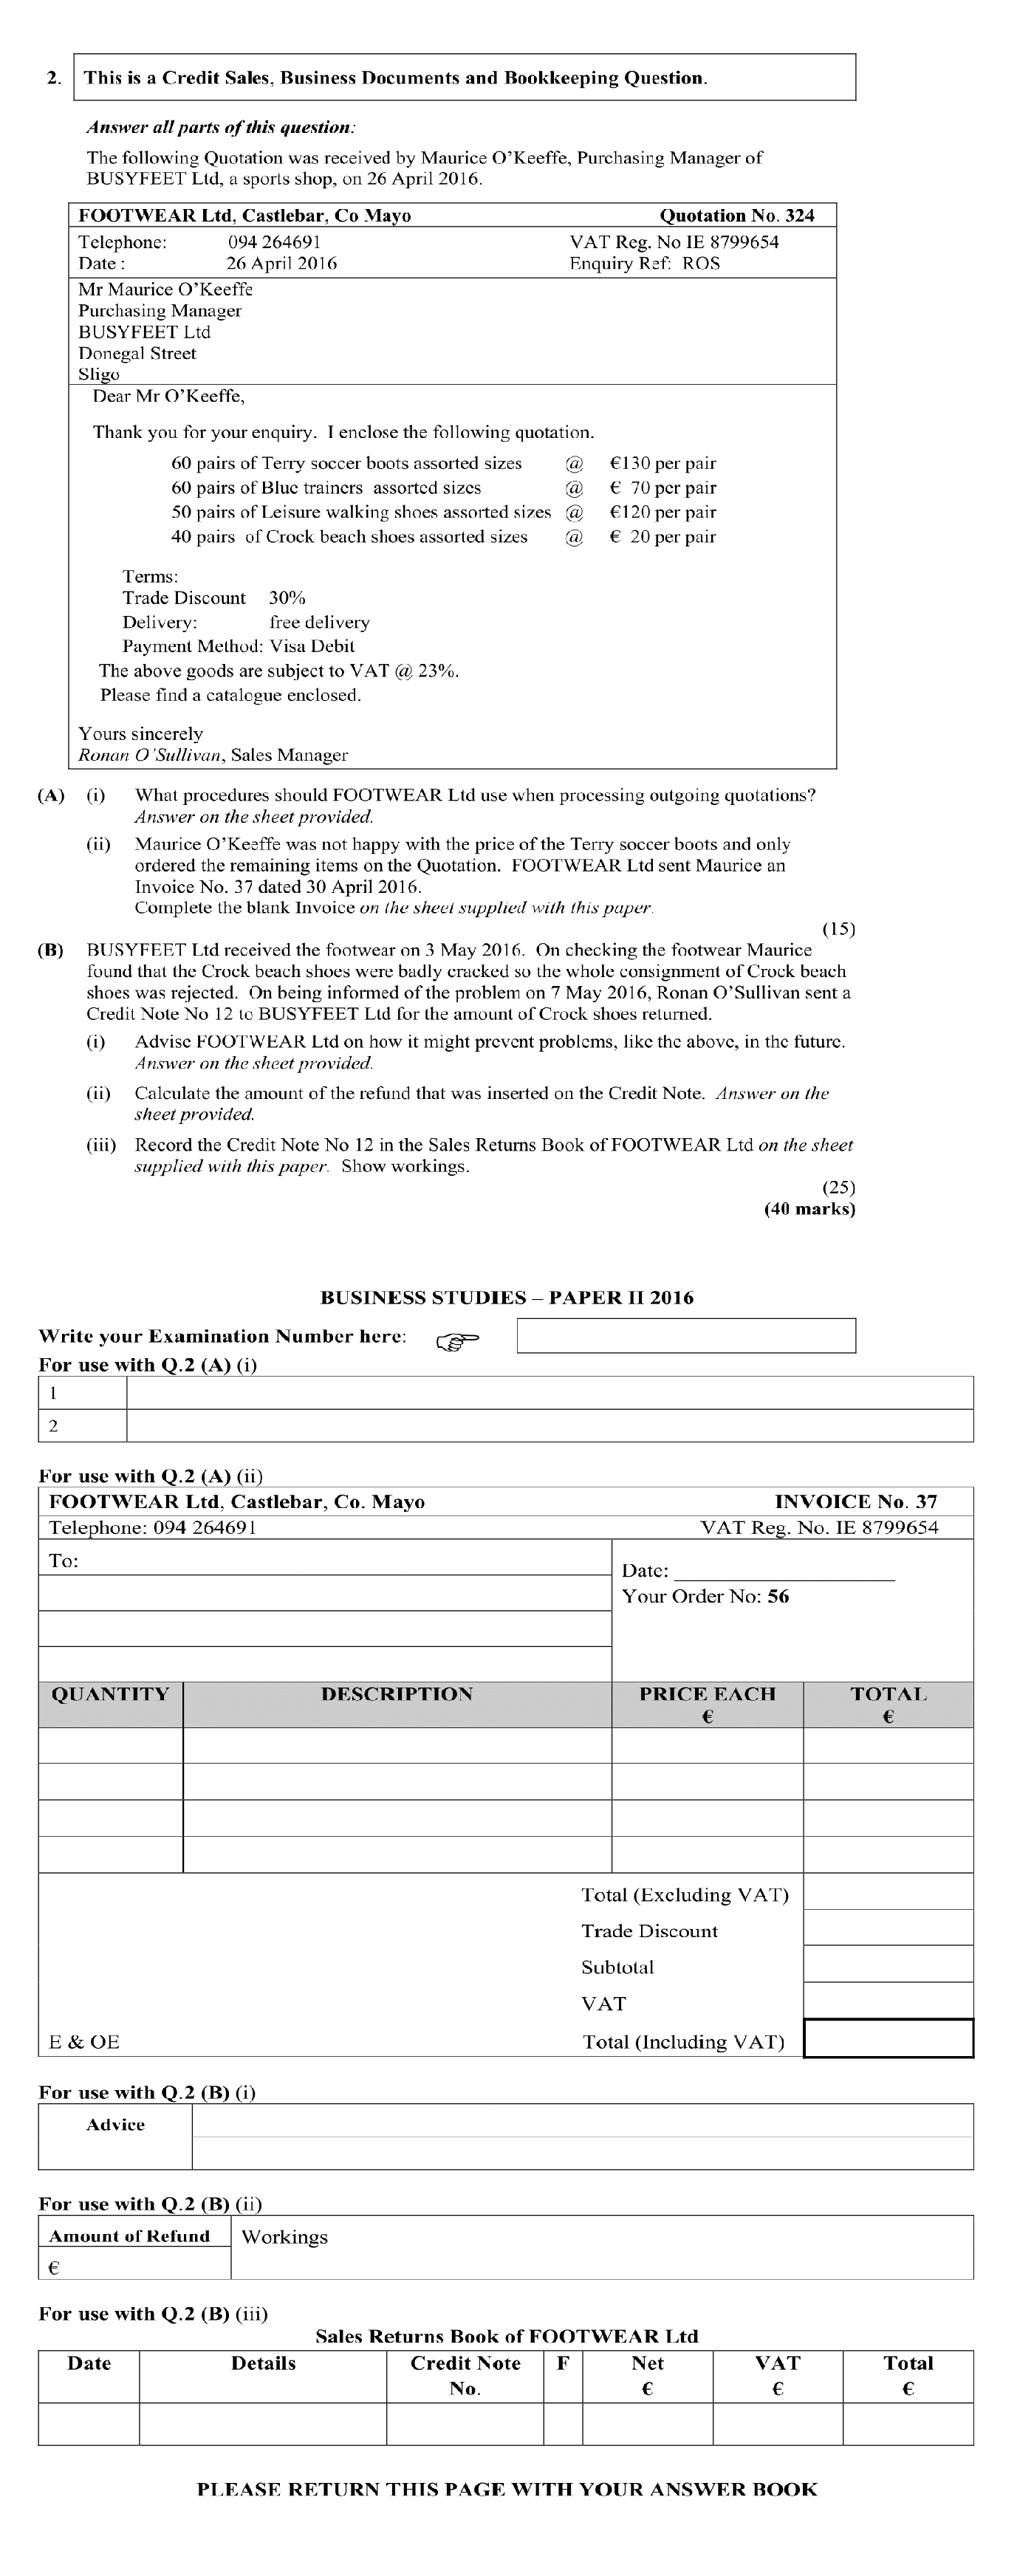 2. This is a Credit Sales, Business Documents and Bookkeeping Question.
Answer all parts of this question:
The following Quotation was received by Maurice O'Keeffe, Purchasing Manager of
BUSYFEET Ltd, a sports shop, on 26 April 2016.
FOOTWEAR Ltd, Castlebar, Co Mayo Quotation No. 324
Telephone: 094 264691 VAT Reg. No IE 8799654
Date : 26 April 2016 Enquiry Ref: ROS
Mr Maurice O'Keeffe
Purchasing Manager
BUSYFEET Ltd
Donegal Street
Sligo
Dear Mr O'Keeffe,
Thank you for your enquiry. I enclose the following quotation.
60 pairs of Terry soccer boots assorted sizes @ €130 per pair
60 pairs of Blue trainers assorted sizes @ € 70 per pair
50 pairs of Leisure walking shoes assorted sizes @ €120 per pair
40 pairs of Crock beach shoes assorted sizes @ € 20 per pair
Terms:
Trade Discount 30%
Delivery: free delivery
Payment Method: Visa Debit
The above goods are subject to VAT @ 23%.
Please find a catalogue enclosed.
Yours sincerely
Ronan O'Sullivan, Sales Manager
(A) (i) What procedures should FOOTWEAR Ltd use when processing outgoing quotations?
Answer on the sheet provided.
(ii) Maurice O'Keeffe was not happy with the price of the Terry soccer boots and only
ordered the remaining items on the Quotation. FOOTWEAR Ltd sent Maurice an
Invoice No. 37 dated 30 April 2016.
Complete the blank Invoice on the sheet supplied with this paper.
(15)
(B) BUSYFEET Ltd received the footwear on 3 May 2016. On checking the footwear Maurice
found that the Crock beach shoes were badly cracked so the whole consignment of Crock beach
shoes was rejected. On being informed of the problem on 7 May 2016, Ronan O'Sullivan sent a
Credit Note No 12 to BUSYFEET Ltd for the amount of Crock shoes returned.
(i) Advise FOOTWEAR Ltd on how it might prevent problems, like the above, in the future.
Answer on the sheet provided.
(ii) Calculate the amount of the refund that was inserted on the Credit Note. Answer on the
sheet provided.
(iii) Record the Credit Note No 12 in the Sales Returns Book of FOOTWEAR Ltd on the sheet
supplied with this paper. Show workings.
(25)
(40 marks)
BUSINESS STUDIES – PAPER II 2016
Write your Examination Number here:
For use with Q.2 (A) (i)
1
2
For use with Q.2 (A) (ii)
FOOTWEAR Ltd, Castlebar, Co. Mayo INVOICE No. 37
Telephone: 094 264691 VAT Reg. No. IE 8799654
To:
Date:
Your Order No: 56
QUANTITY DESCRIPTION PRICE EACH TOTAL
€ €
Total (Excluding VAT)
Trade Discount
Subtotal
VAT
E & OE Total (Including VAT)
For use with Q.2 (B) (i)
Advice
For use with Q.2 (B) (ii)
Amount of Refund Workings
€
For use with Q.2 (B) (iii)
Sales Returns Book of FOOTWEAR Ltd
Date Details Credit Note F Net VAT Total
No. € € €
PLEASE RETURN THIS PAGE WITH YOUR ANSWER BOOK